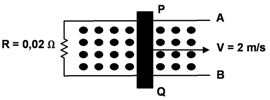 P
A
R = 0,02 Ω
V = 2 m/s
B
Q